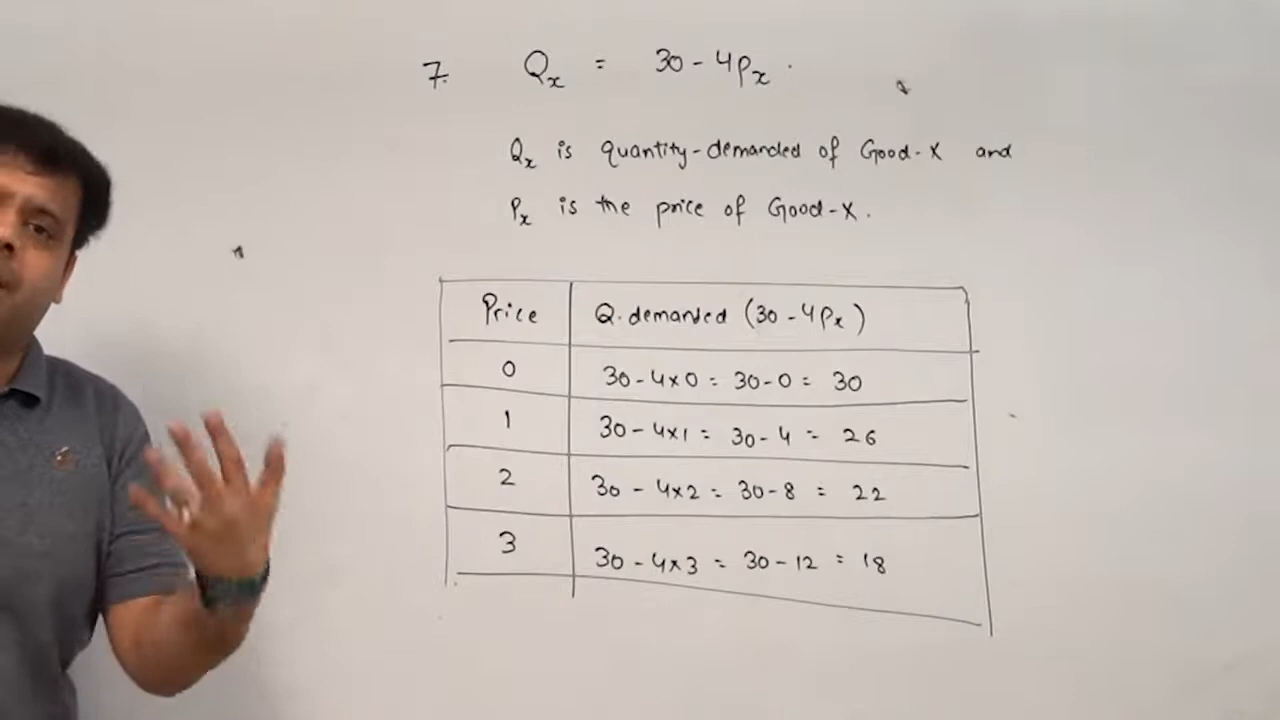 7. Qx = 30 - 4Px.
Qx is quantity-demanded of Good-X and
Px is the price of Good-X.
Price Q.demanded (30 - 4Px)
0 30 - 4x0 = 30-0 = 30
1 30 - 4x1 = 30 - 4 = 26
2 30 - 4x2 = 30-8 = 22
3 30 - 4x3 = 30-12 = 18